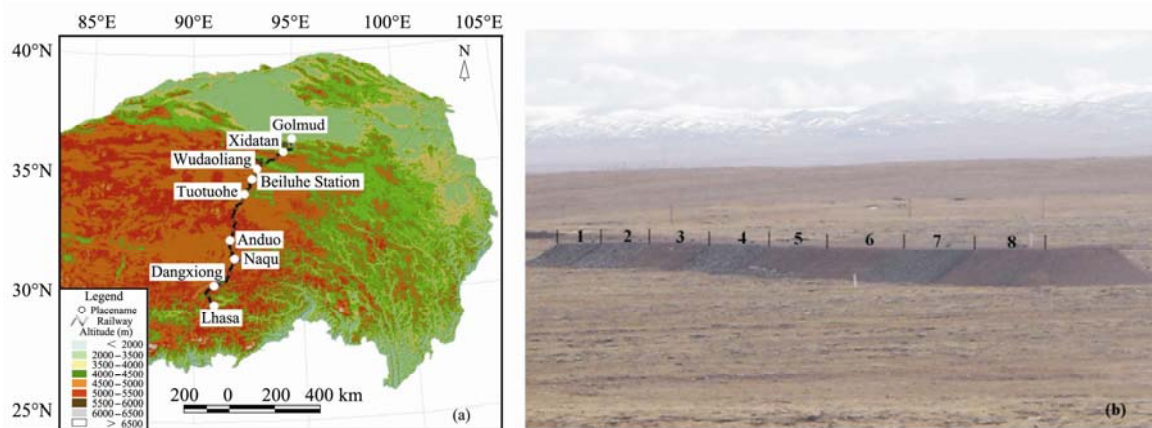 85°E 90°E 95°E 100°E 105°E
40°N
35°N
30°N
25°N
N
Golmud
Xidatan
Wudaoliang
Beiluhe Station
Tuotuohe
Anduo
Naqu
Dangxiong
Lhasa
Legend
Placename
Railway
Altitude (m)
< 2000
2000–3500
3500–4000
4000–4500
4500–5000
5000–5500
5500–6000
6000–6500
> 6500
200 0 200 400 km
(a)
1 2 3 4 5 6 7 8
(b)